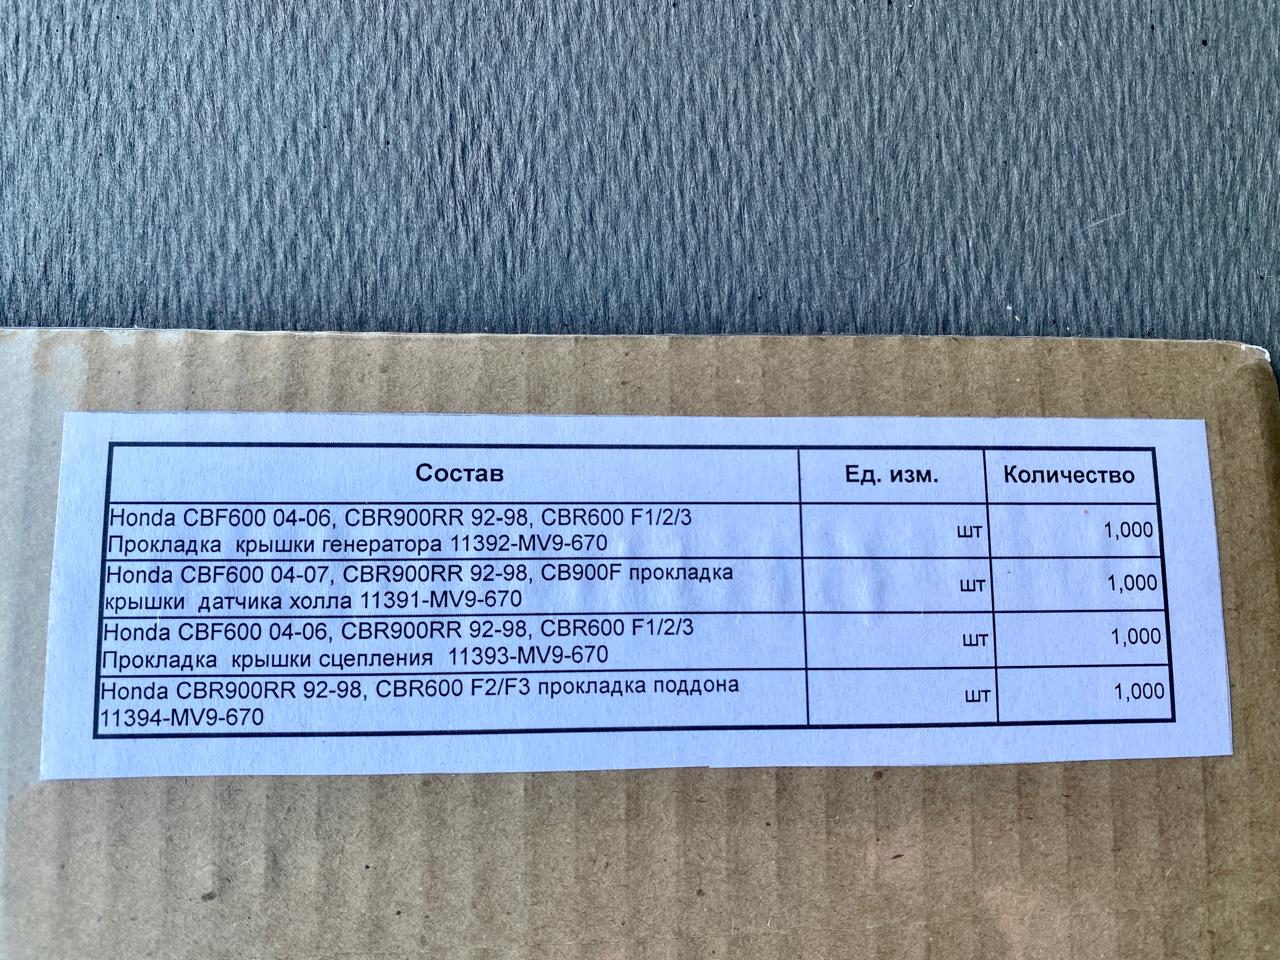 Состав Ед. изм. Количество
Honda CBF600 04-06, CBR900RR 92-98, CBR600 F1/2/3
Прокладка крышки генератора 11392-MV9-670 шт 1,000
Honda CBF600 04-07, CBR900RR 92-98, CB900F прокладка
крышки датчика холла 11391-MV9-670 шт 1,000
Honda CBF600 04-06, CBR900RR 92-98, CBR600 F1/2/3
Прокладка крышки сцепления 11393-MV9-670 шт 1,000
Honda CBR900RR 92-98, CBR600 F2/F3 прокладка поддона
11394-MV9-670 шт 1,000